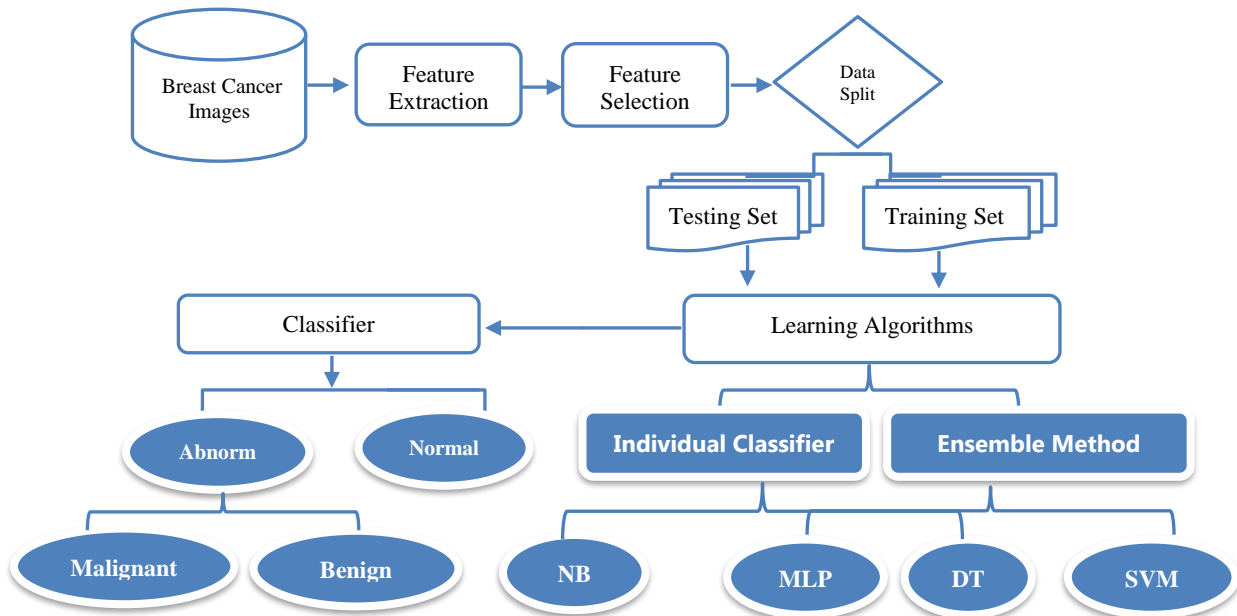 Breast Cancer
Images
Feature
Extraction
Feature
Selection
Data
Split
Testing Set
Training Set
Classifier
Learning Algorithms
Abnorm
Normal
Individual Classifier
Ensemble Method
Malignant
Benign
NB
MLP
DT
SVM